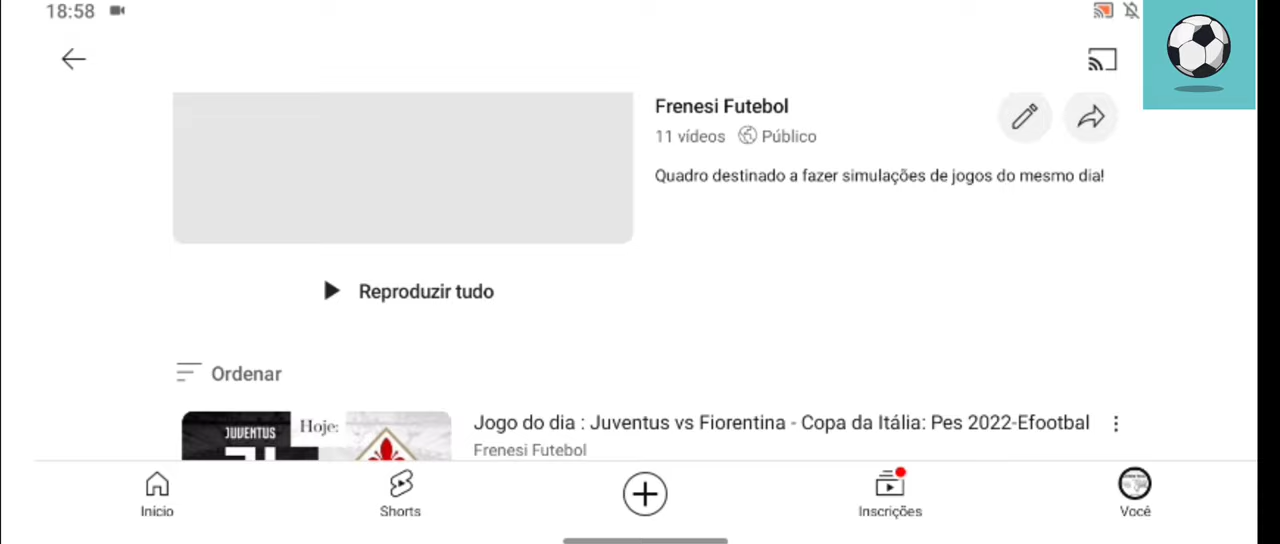 18:58
Frenesi Futebol
11 vídeos Público
Quadro destinado a fazer simulações de jogos do mesmo dia!
Reproduzir tudo
Ordenar
JUVENTUS
Hoje:
Jogo do dia : Juventus vs Fiorentina - Copa da Itália: Pes 2022-Efootbal
Frenesi Futebol
Início
Shorts
Inscrições
Você